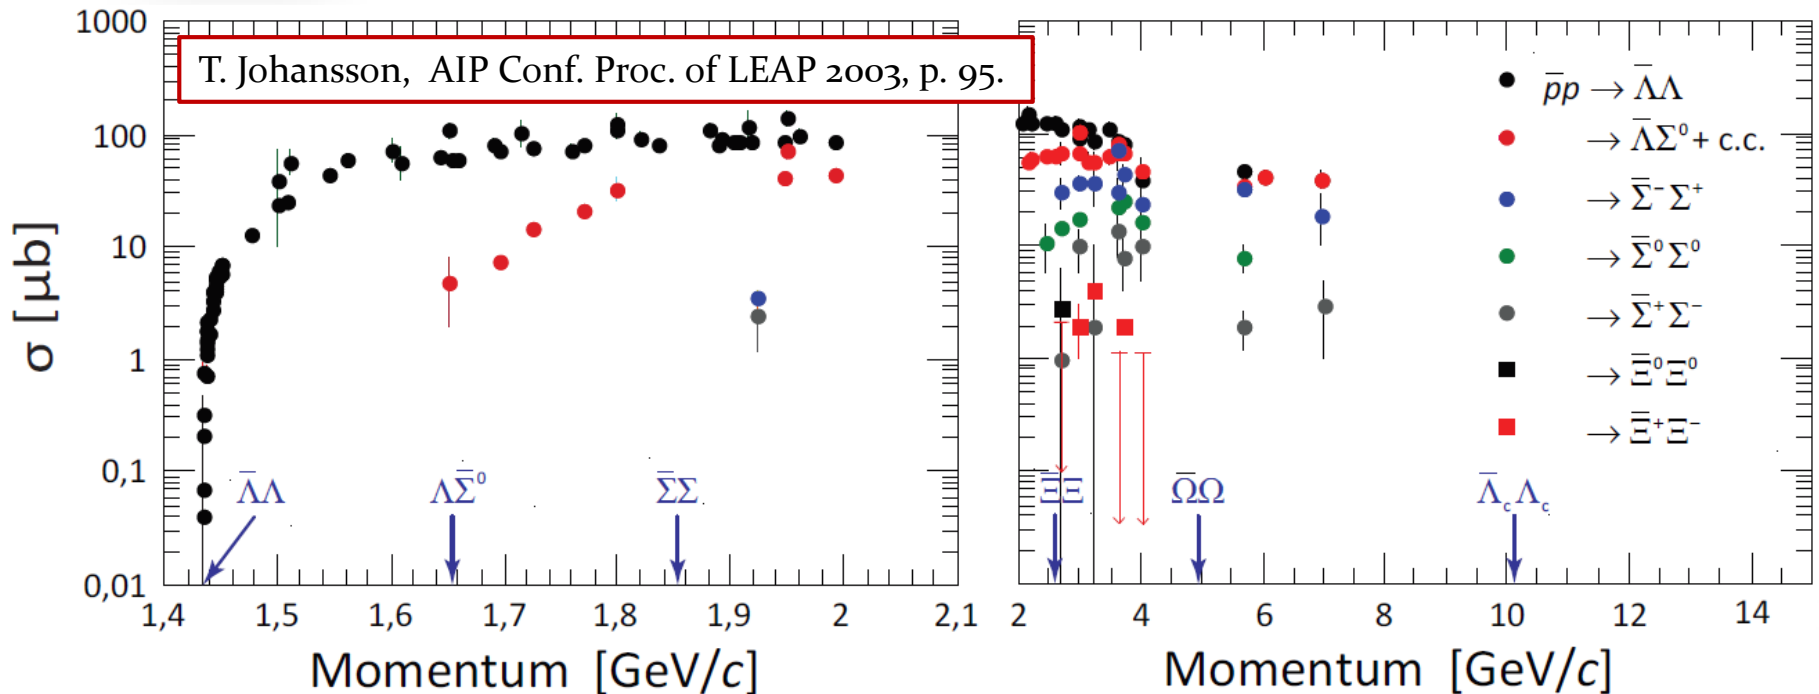 T. Johansson, AIP Conf. Proc. of LEAP 2003, p. 95.
σ [μb]
1000
100
10
1
0,1
0,01
Λ̅Λ
ΛΣ̅⁰
Σ̅Σ
1,4 1,5 1,6 1,7 1,8 1,9 2 2,1
Momentum [GeV/c]
p̅p → Λ̅Λ
→ Λ̅Σ⁰ + c.c.
→ Σ̅⁻Σ⁺
→ Σ̅⁰Σ⁰
→ Σ̅⁺Σ⁻
→ Ξ̅⁰Ξ⁰
→ Ξ̅⁺Ξ⁻
Ξ̅Ξ
Ω̅Ω
Λ̅cΛc
2 4 6 8 10 12 14
Momentum [GeV/c]